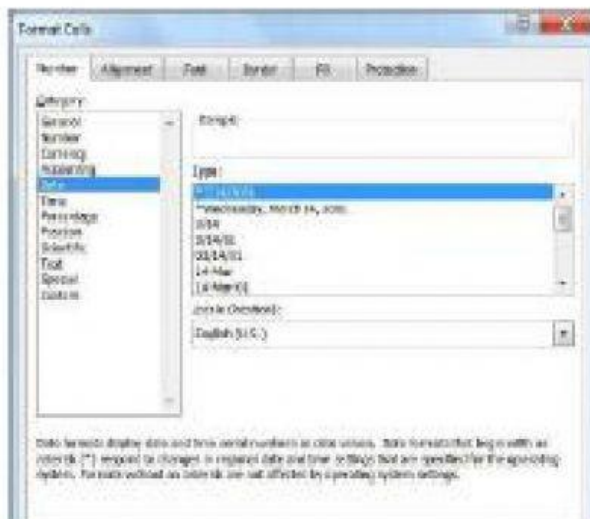 Format Cells
Number Alignment Font Border Fill Protection
Category:
General
Number
Currency
Accounting
Date
Time
Percentage
Fraction
Scientific
Text
Special
Custom
Sample
Type:
*Wednesday, March 14, 2001
3/14
3/14/01
03/14/01
14-Mar
14-Mar-01
Locale (location):
English (U.S.)
Date formats display date and time serial numbers as date values. Date formats that begin with an
asterisk (*) respond to changes in regional date and time settings that are specified for the operating
system. Formats without an asterisk are not affected by operating system settings.